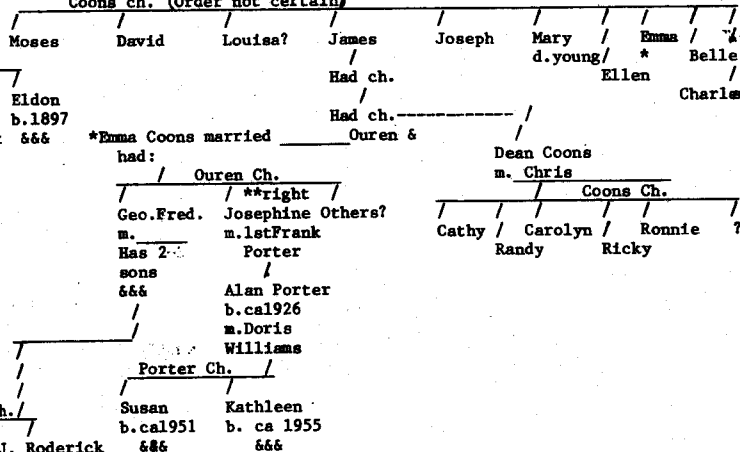 Coons ch. (Order not certain)
Moses David Louisa? James Joseph Mary Emma
d.young * Belle
Had ch. Ellen
Eldon Charles
b.1897 Had ch.
&&& *Emma Coons married ______ Ouren &
had: Dean Coons
m. Chris
Ouren Ch. Coons Ch.
**right
Geo.Fred. Josephine Others? Cathy Carolyn Ronnie ?
m.____ m.1stFrank Randy Ricky
Has 2 Porter
sons
&&& Alan Porter
b.ca1926
m.Doris
Williams
Porter Ch.
h.
Susan Kathleen
b.ca1951 b. ca 1955
J. Roderick &&& &&&